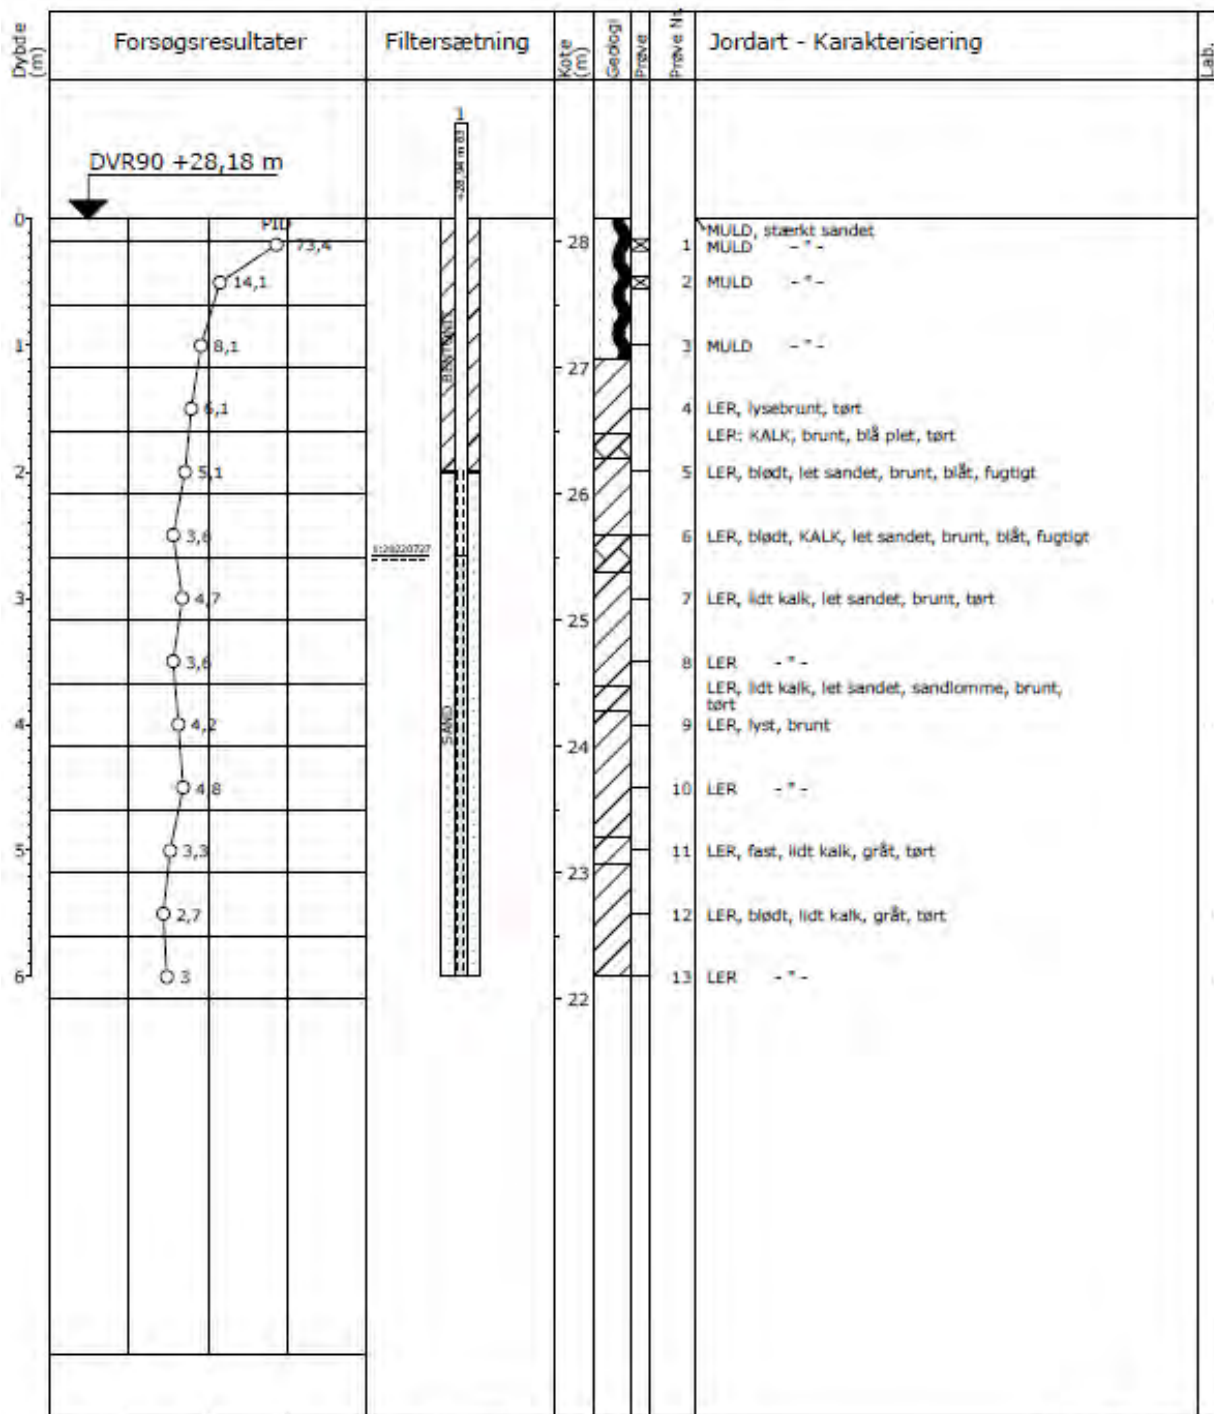 Dybde (m)
Forsøgsresultater
Filtersætning
Kote (m)
Geologi
Prøve
Prøve Nr.
Jordart - Karakterisering
Lab.
1
DVR90 +28,18 m
0
PID
73,4
28
MULD, stærkt sandet
1 MULD -"-
14,1
2 MULD -"-
BENTONIT
1
8,1
3 MULD -"-
27
6,1
4 LER, lysebrunt, tørt
LER: KALK, brunt, blå plet, tørt
2
5,1
5 LER, blødt, let sandet, brunt, blåt, fugtigt
26
3,6
6 LER, blødt, KALK, let sandet, brunt, blåt, fugtigt
1:20220727
3
4,7
7 LER, lidt kalk, let sandet, brunt, tørt
25
3,6
8 LER -"-
LER, lidt kalk, let sandet, sandlomme, brunt,
tørt
SAND
4
4,2
9 LER, lyst, brunt
24
4,8
10 LER -"-
5
3,3
11 LER, fast, lidt kalk, gråt, tørt
23
2,7
12 LER, blødt, lidt kalk, gråt, tørt
6
3
13 LER -"-
22